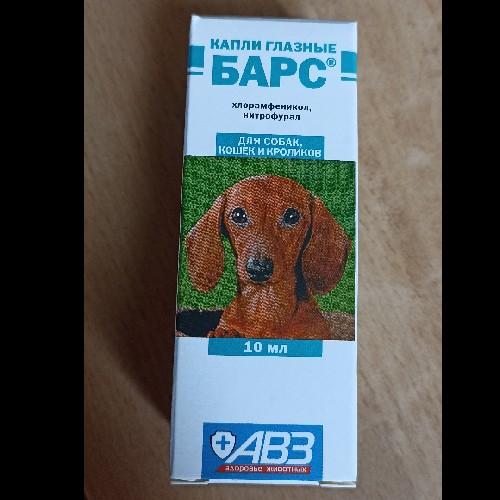 КАПЛИ ГЛАЗНЫЕ
БАРС®
хлорамфеникол,
нитрофурал
ДЛЯ СОБАК,
КОШЕК И КРОЛИКОВ
10 мл
АВЗ
здоровье животных